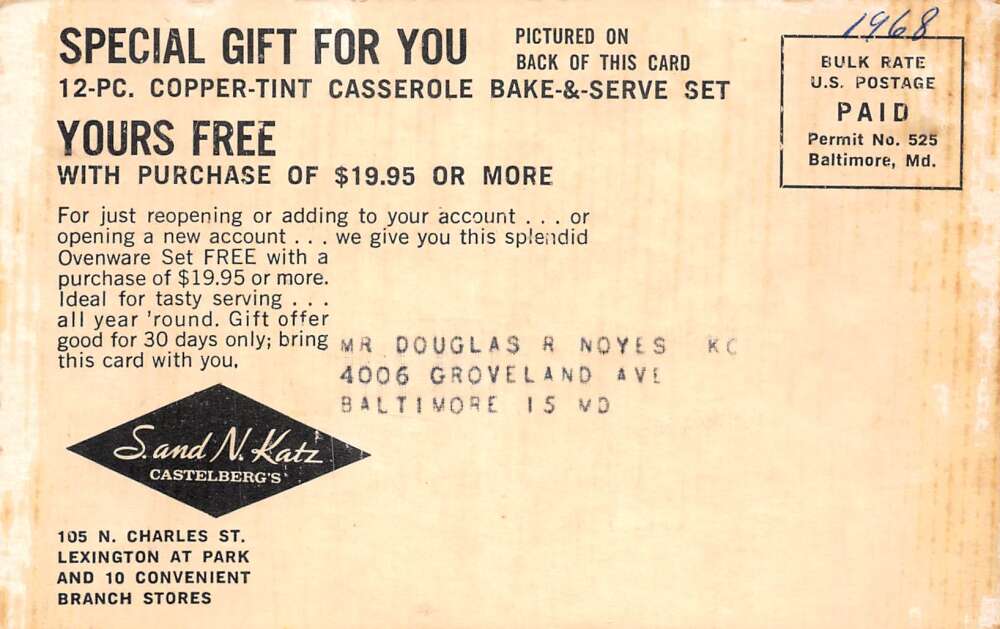 SPECIAL GIFT FOR YOU
PICTURED ON
BACK OF THIS CARD
12-PC. COPPER-TINT CASSEROLE BAKE-&-SERVE SET
YOURS FREE
WITH PURCHASE OF $19.95 OR MORE
1968
BULK RATE
U.S. POSTAGE
PAID
Permit No. 525
Baltimore, Md.
For just reopening or adding to your account . . . or
opening a new account . . . we give you this splendid
Ovenware Set FREE with a
purchase of $19.95 or more.
Ideal for tasty serving . . .
all year 'round. Gift offer
good for 30 days only; bring
this card with you.
MR DOUGLAS R NOYES KC
4006 GROVELAND AVE
BALTIMORE 15 MD
S. and N. Katz
CASTELBERG'S
105 N. CHARLES ST.
LEXINGTON AT PARK
AND 10 CONVENIENT
BRANCH STORES